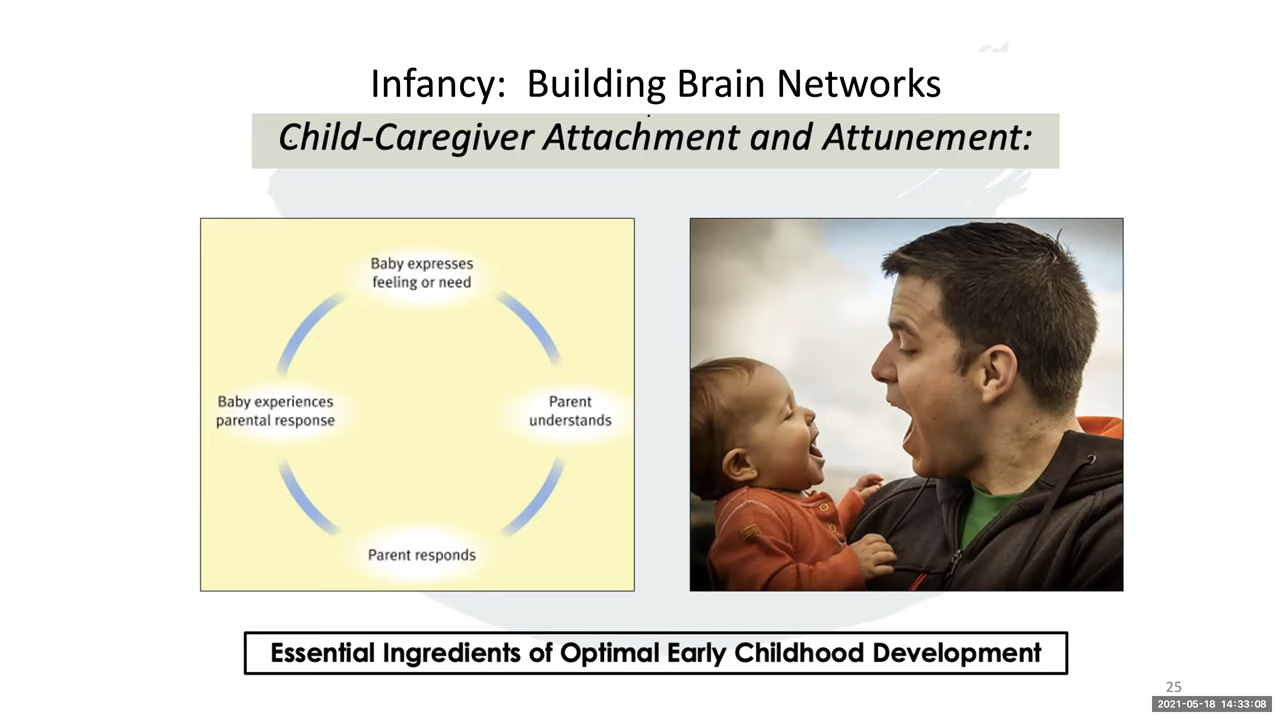 Infancy:  Building Brain Networks
Child-Caregiver Attachment and Attunement:
Baby expresses
feeling or need
Baby experiences
parental response
Parent
understands
Parent responds
Essential Ingredients of Optimal Early Childhood Development
25
2021-05-18 14:33:08